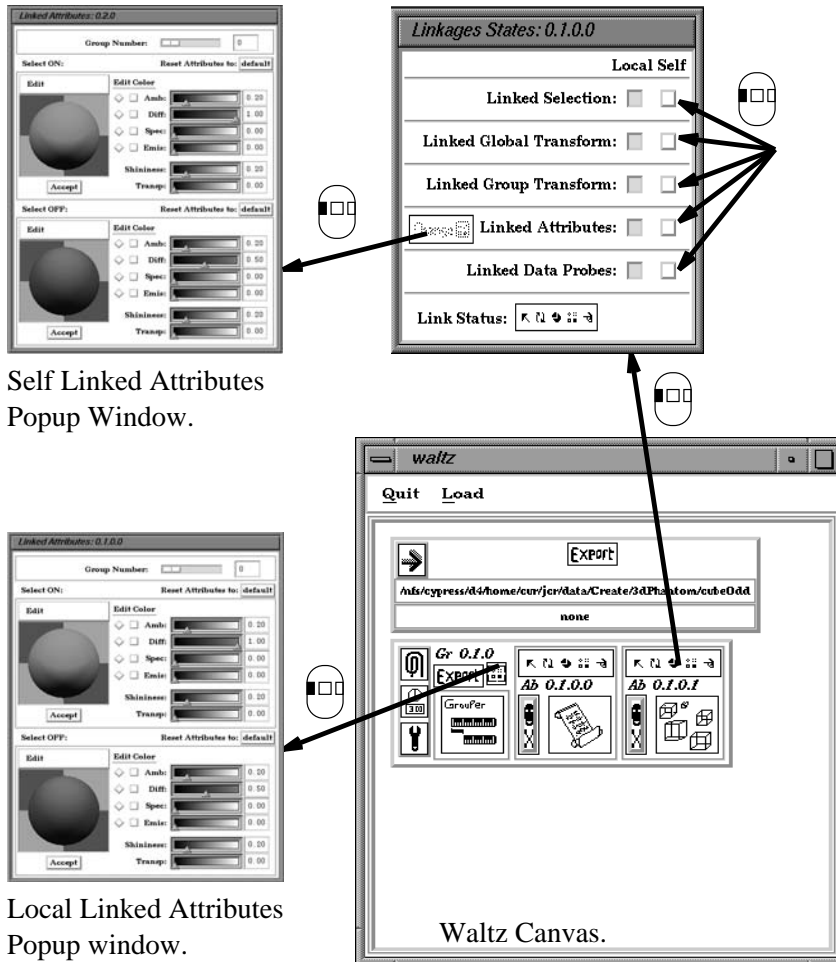 Linked Attributes: 0.2.0
Group Number: 0
Select ON: Reset Attributes to: default
Edit Edit Color
Amb: 0.20
Diff: 1.00
Spec: 0.00
Emis: 0.00
Shininess: 0.20
Accept Transp: 0.00
Select OFF: Reset Attributes to: default
Edit Edit Color
Amb: 0.20
Diff: 0.50
Spec: 0.00
Emis: 0.00
Shininess: 0.20
Accept Transp: 0.00
Self Linked Attributes
Popup Window.
Linkages States: 0.1.0.0
Local Self
Linked Selection:
Linked Global Transform:
Linked Group Transform:
Linked Attributes:
Linked Data Probes:
Link Status:
Linked Attributes: 0.1.0
Group Number: 0
Select ON: Reset Attributes to: default
Edit Edit Color
Amb: 0.20
Diff: 1.00
Spec: 0.00
Emis: 0.00
Shininess: 0.20
Accept Transp: 0.00
Select OFF: Reset Attributes to: default
Edit Edit Color
Amb: 0.20
Diff: 0.50
Spec: 0.00
Emis: 0.00
Shininess: 0.20
Accept Transp: 0.00
Local Linked Attributes
Popup window.
waltz
Quit Load
Export
/nfs/cypress/d4/home/cur/jcr/data/Create/3dPhantom/cubeOdd
none
Gr 0.1.0
Export
Grouper
Ab 0.1.0.0
Ab 0.1.0.1
Waltz Canvas.